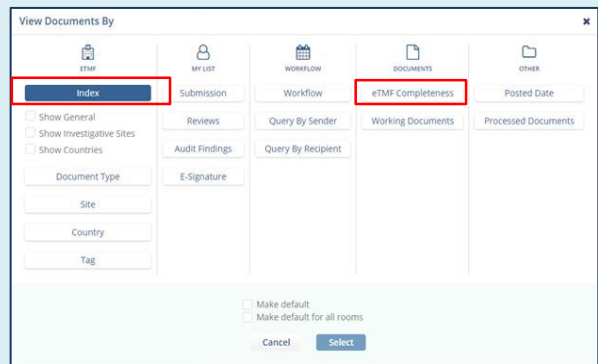 View Documents By
ETMF
MY LIST
WORKFLOW
DOCUMENTS
OTHER
Index
Submission
Workflow
eTMF Completeness
Posted Date
Show General
Show Investigative Sites
Show Countries
Reviews
Query By Sender
Working Documents
Processed Documents
Audit Findings
Query By Recipient
Document Type
E-Signature
Site
Country
Tag
Make default
Make default for all rooms
Cancel
Select